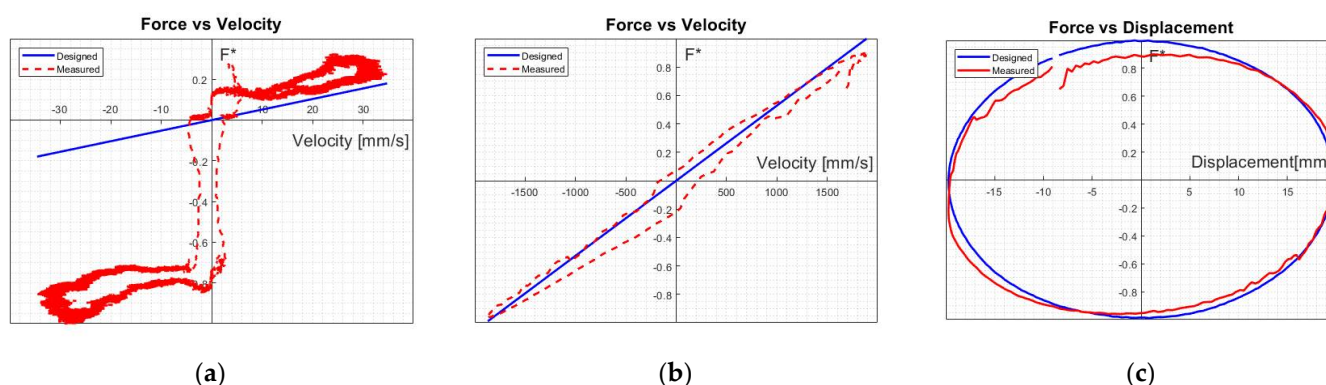 Force vs Velocity
Designed
Measured
F*
0.2
-30
-20
-10
10
20
30
Velocity [mm/s]
-0.2
-0.4
-0.6
-0.8
(a)
Force vs Velocity
Designed
Measured
F*
0.8
0.6
0.4
0.2
Velocity [mm/s]
-1500
-1000
-500
500
1000
1500
-0.2
-0.4
-0.6
-0.8
(b)
Force vs Displacement
Designed
Measured
F*
0.8
0.6
0.4
0.2
Displacement[mm
-15
-10
-5
5
10
15
-0.2
-0.4
-0.6
-0.8
(c)